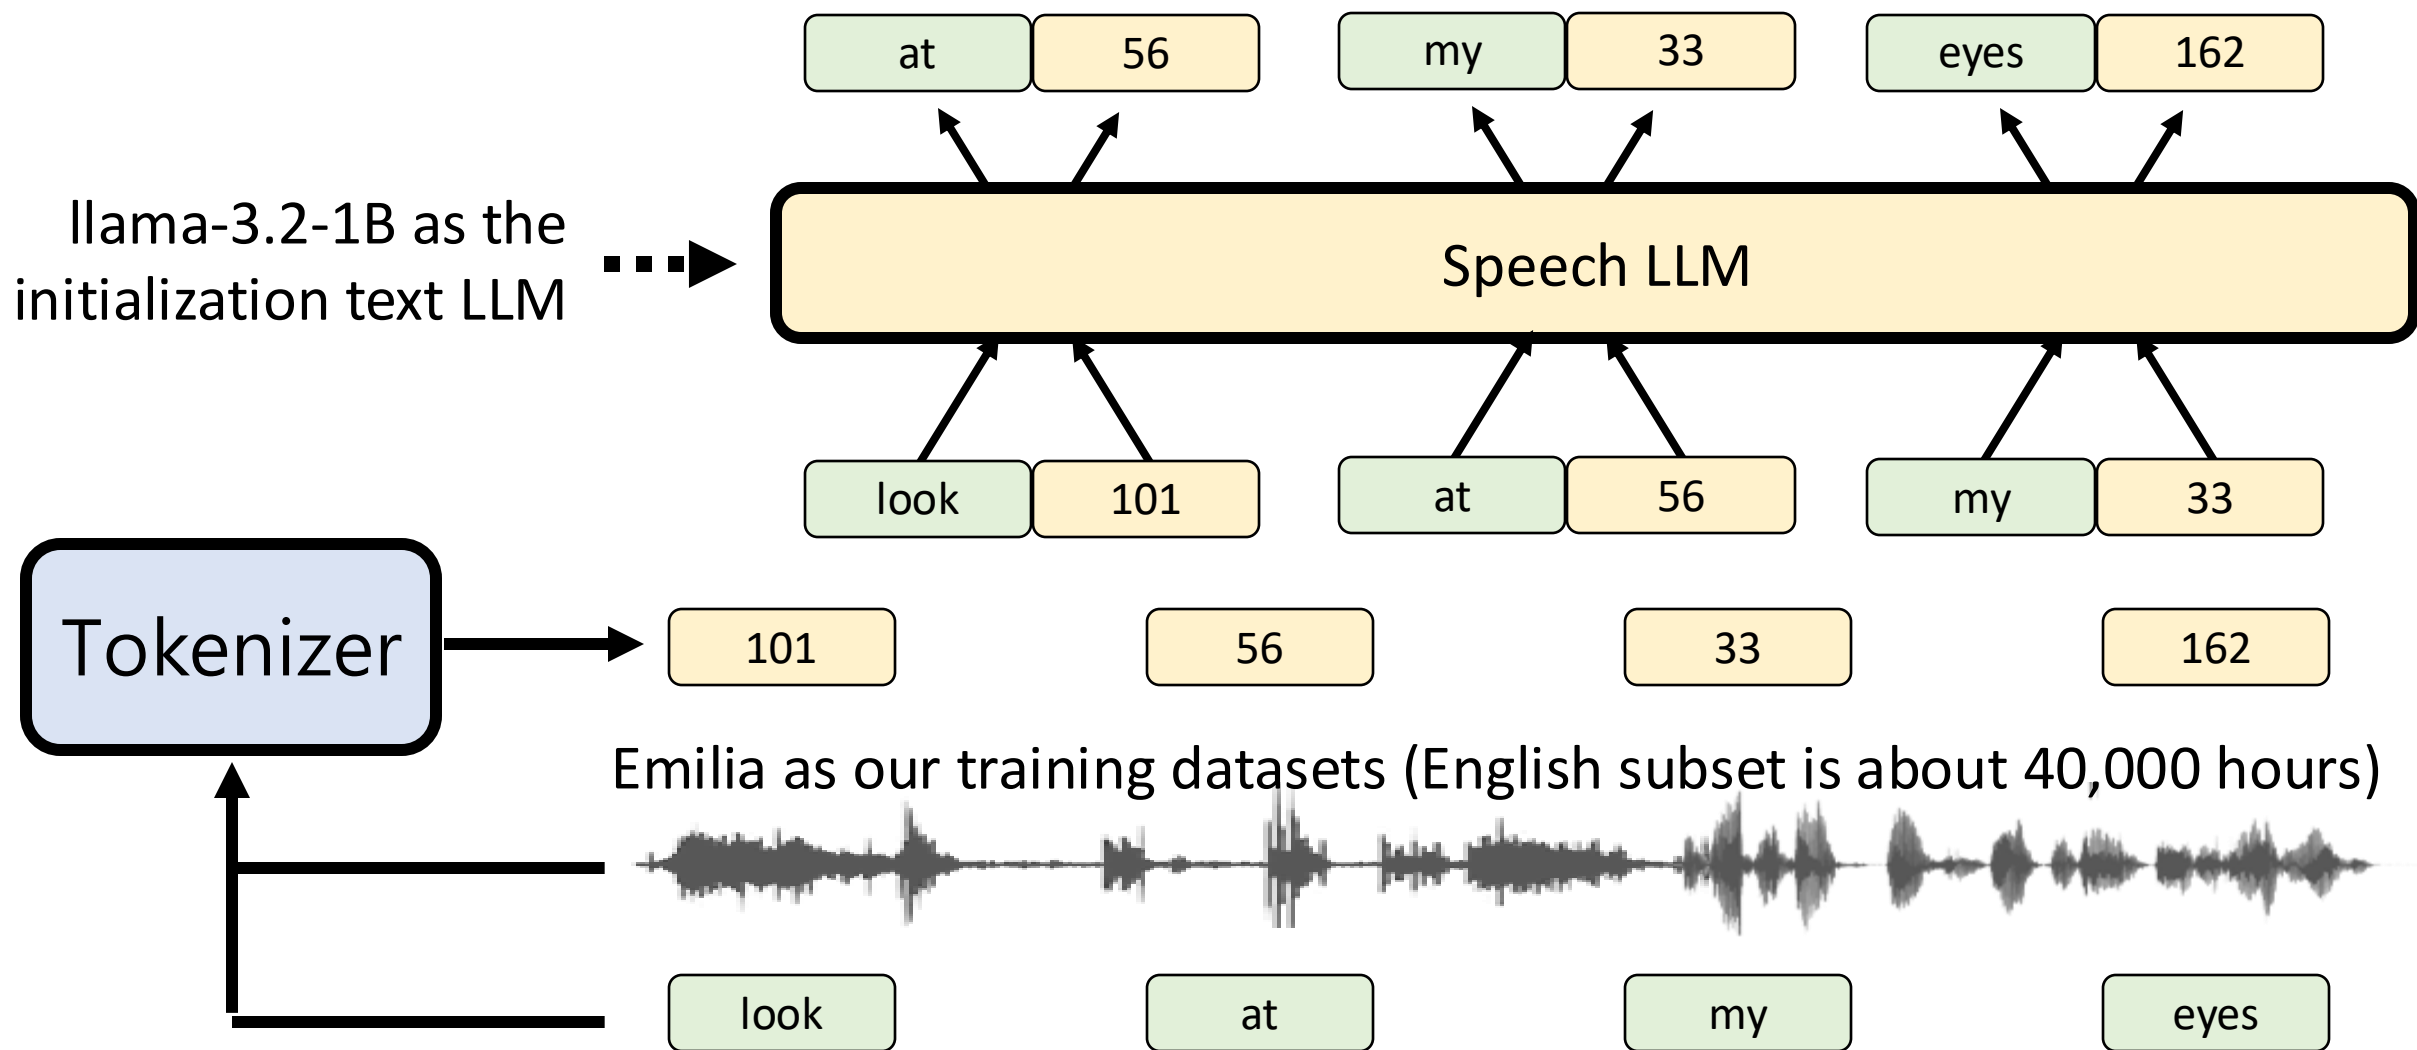 at 56 my 33 eyes 162
llama-3.2-1B as the
initialization text LLM
Speech LLM
look 101 at 56 my 33
Tokenizer
101 56 33 162
Emilia as our training datasets (English subset is about 40,000 hours)
look at my eyes